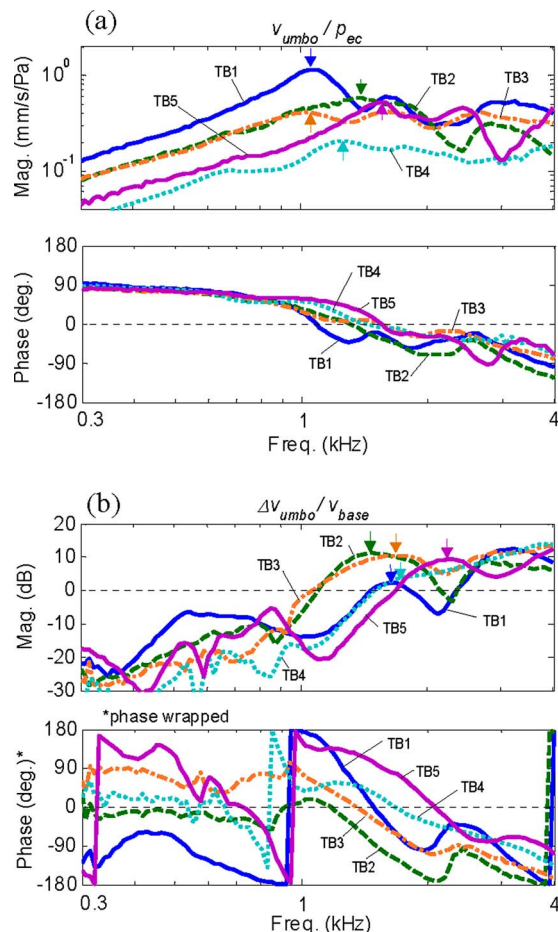 (a)
v_umbo / p_ec
Mag. (mm/s/Pa)
10^0
10^-1
TB1
TB2
TB3
TB5
TB4
Phase (deg.)
180
90
0
-90
-180
TB4
TB5
TB3
TB1
TB2
0.3
1
4
Freq. (kHz)
(b)
Δv_umbo / v_base
Mag. (dB)
20
10
0
-10
-20
-30
TB2
TB3
TB5
TB1
TB4
*phase wrapped
Phase (deg.)*
180
90
0
-90
-180
TB1
TB5
TB4
TB3
TB2
0.3
1
4
Freq. (kHz)